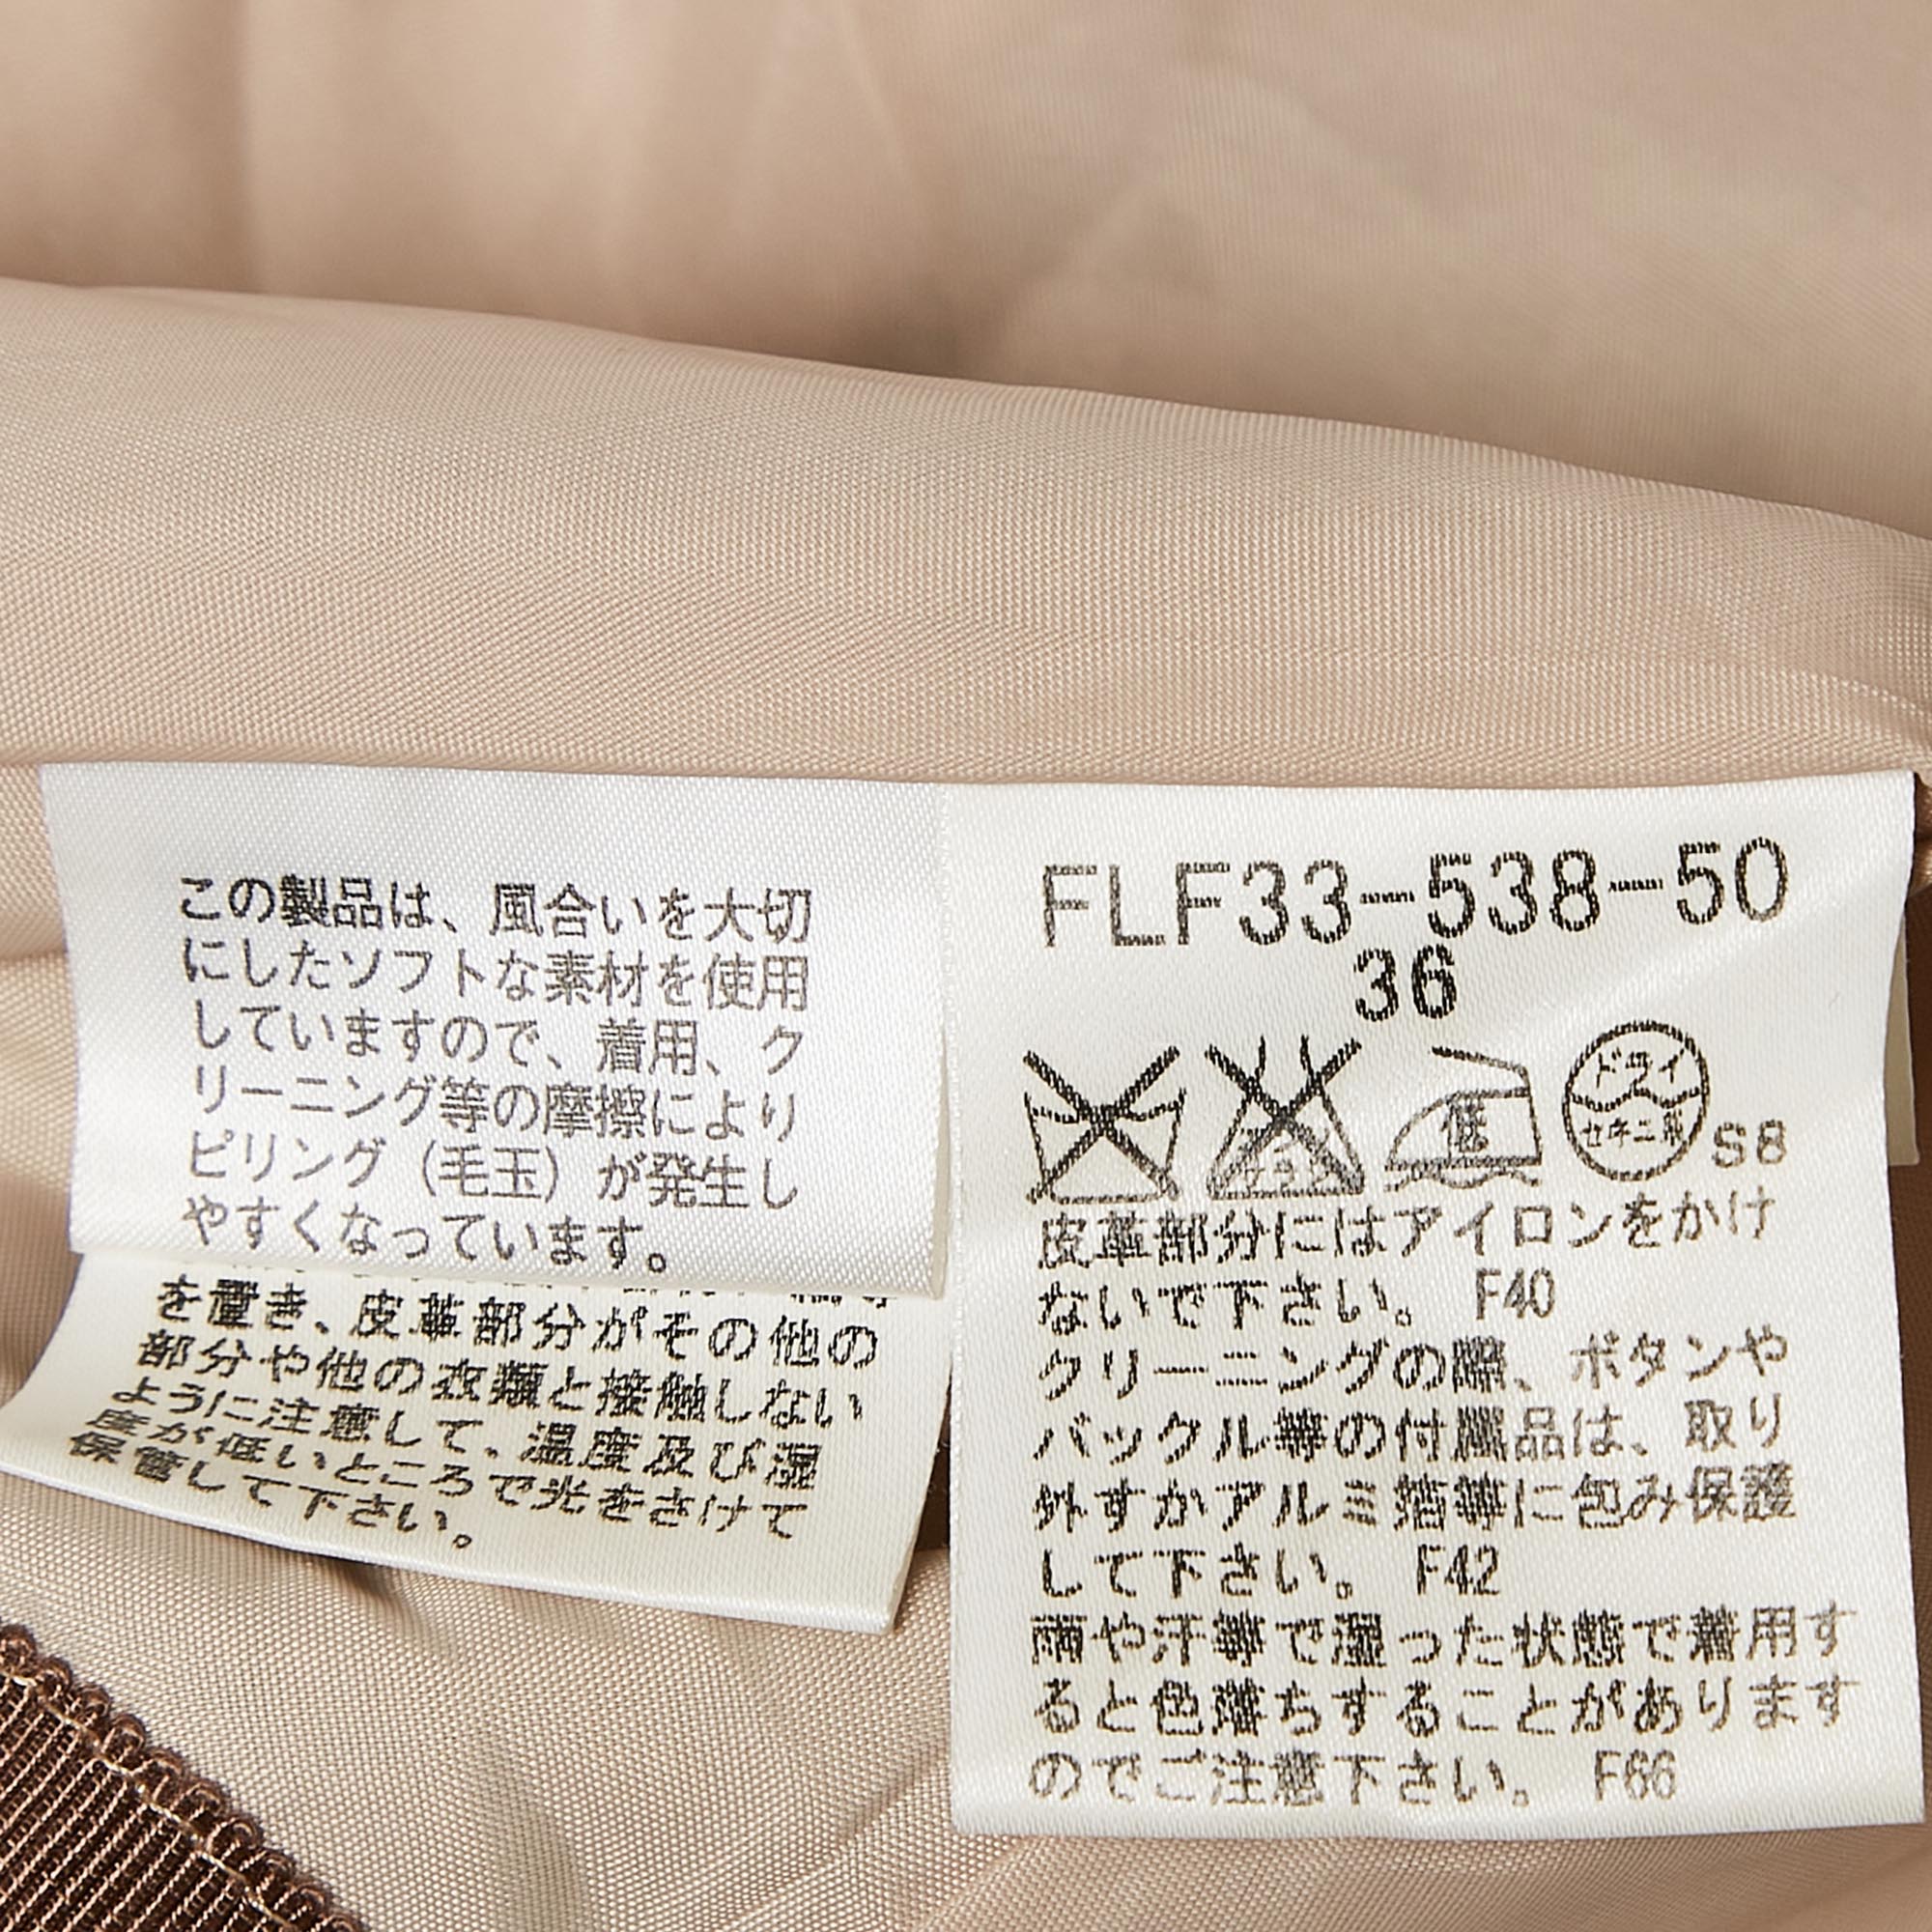 この製品は、風合いを大切
にしたソフトな素材を使用
していますので、着用、ク
リーニング等の摩擦により
ピリング（毛玉）が発生し
やすくなっています。
を置き、皮革部分がその他の
部分や他の衣類と接触しない
ように注意して、温度及び湿
度が低いところで光をさけて
保管して下さい。
FLF33-538-50
36
低
ドライ
セキユ系
S8
皮革部分にはアイロンをかけ
ないで下さい。 F40
クリーニングの際、ボタンや
バックル等の付属品は、取り
外すかアルミ箔等に包み保護
して下さい。 F42
雨や汗等で湿った状態で着用す
ると色落ちすることがあります
のでご注意下さい。 F66